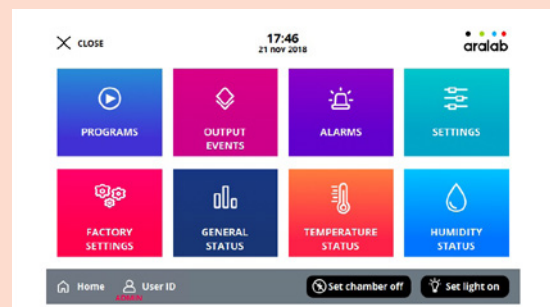 CLOSE
17:46
21 nov 2018
aralab
PROGRAMS
OUTPUT
EVENTS
ALARMS
SETTINGS
FACTORY
SETTINGS
GENERAL
STATUS
TEMPERATURE
STATUS
HUMIDITY
STATUS
Home
User ID
ADMIN
Set chamber off
Set light on